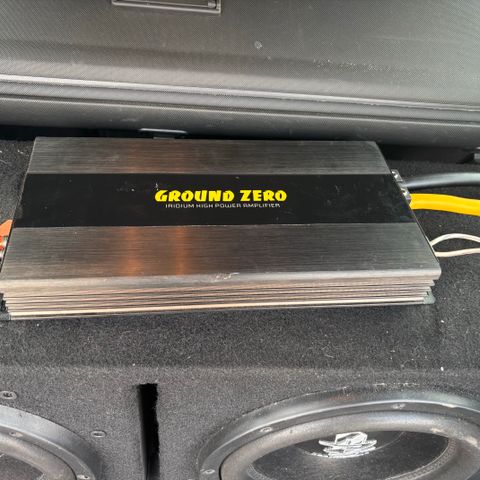 GROUND ZERO
IRIDIUM HIGH POWER AMPLIFIER